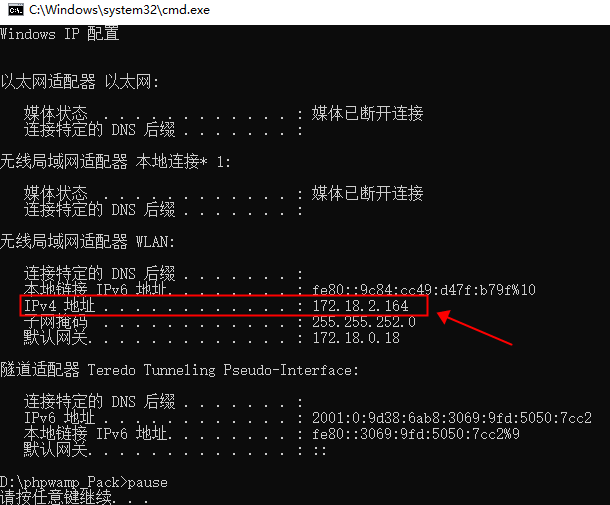 C:\Windows\system32\cmd.exe
Windows IP 配置
以太网适配器 以太网:
媒体状态 . . . . . . . . . . . . : 媒体已断开连接
连接特定的 DNS 后缀 . . . . . . . :
无线局域网适配器 本地连接* 1:
媒体状态 . . . . . . . . . . . . : 媒体已断开连接
连接特定的 DNS 后缀 . . . . . . . :
无线局域网适配器 WLAN:
连接特定的 DNS 后缀 . . . . . . . :
本地链接 IPv6 地址. . . . . . . . : fe80::9c84:cc49:d47f:b79f%10
IPv4 地址 . . . . . . . . . . . . : 172.18.2.164
子网掩码 . . . . . . . . . . . . : 255.255.252.0
默认网关. . . . . . . . . . . . . : 172.18.0.18
隧道适配器 Teredo Tunneling Pseudo-Interface:
连接特定的 DNS 后缀 . . . . . . . :
IPv6 地址 . . . . . . . . . . . . : 2001:0:9d38:6ab8:3069:9fd:5050:7cc2
本地链接 IPv6 地址. . . . . . . . : fe80::3069:9fd:5050:7cc2%9
默认网关. . . . . . . . . . . . . : ::
D:\phpwamp_Pack>pause
请按任意键继续. . .